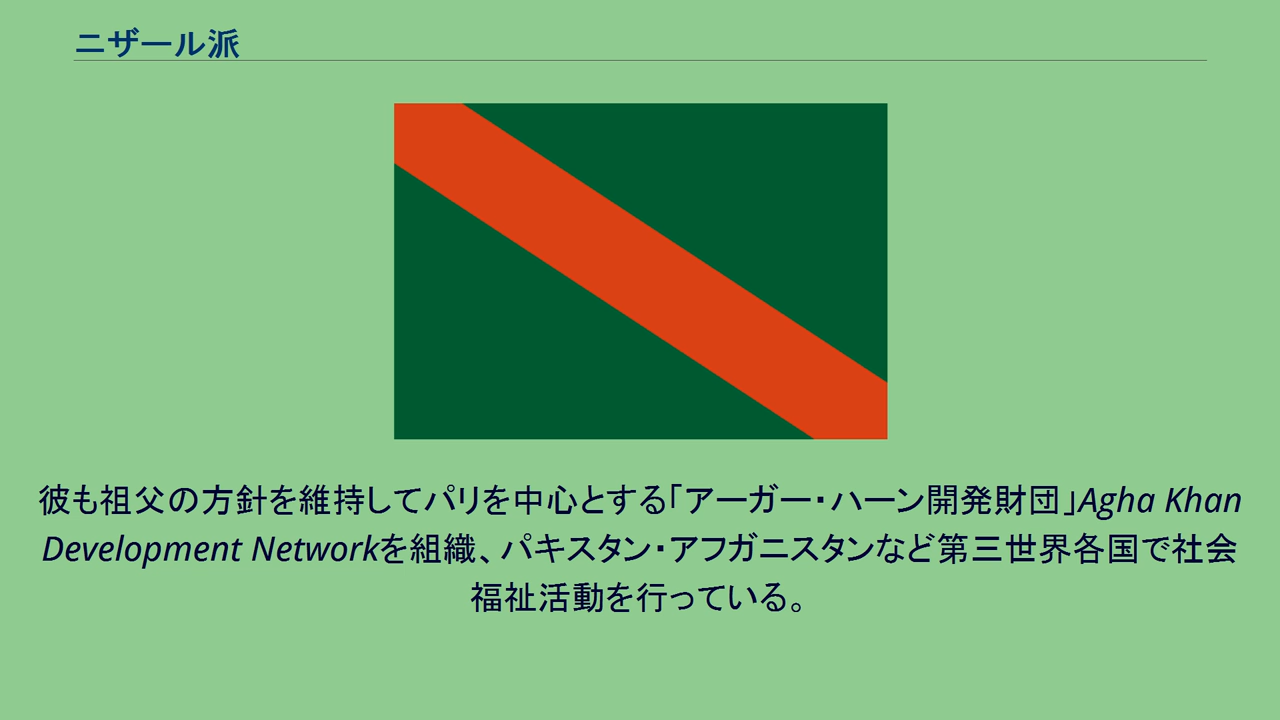 ニザール派
彼も祖父の方針を維持してパリを中心とする「アーガー・ハーン開発財団」Agha Khan
Development Networkを組織、パキスタン・アフガニスタンなど第三世界各国で社会
福祉活動を行っている。